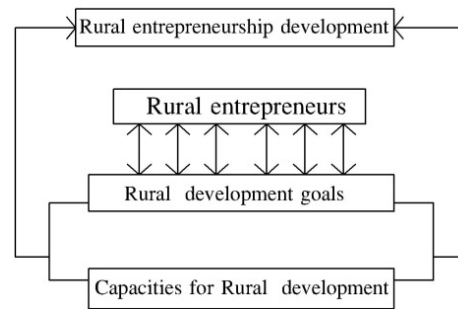 Rural entrepreneurship development
Rural entrepreneurs
Rural development goals
Capacities for Rural development